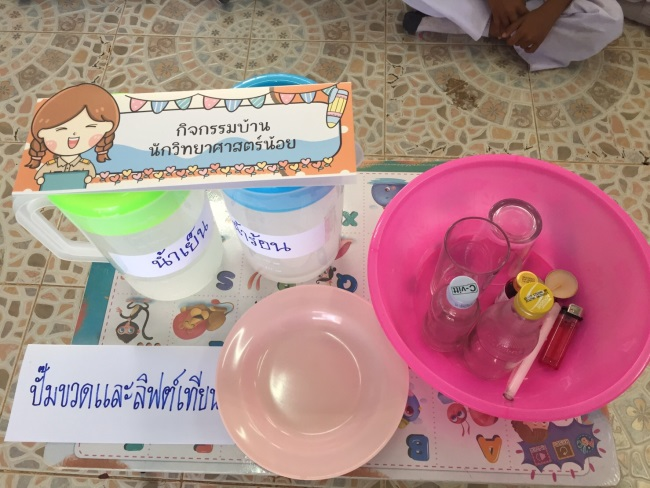 กิจกรรมบ้าน
นักวิทยาศาสตร์น้อย
น้ำเย็น
ร้อน
C-vitt
ปั๊มขวดและลิฟต์เทียน